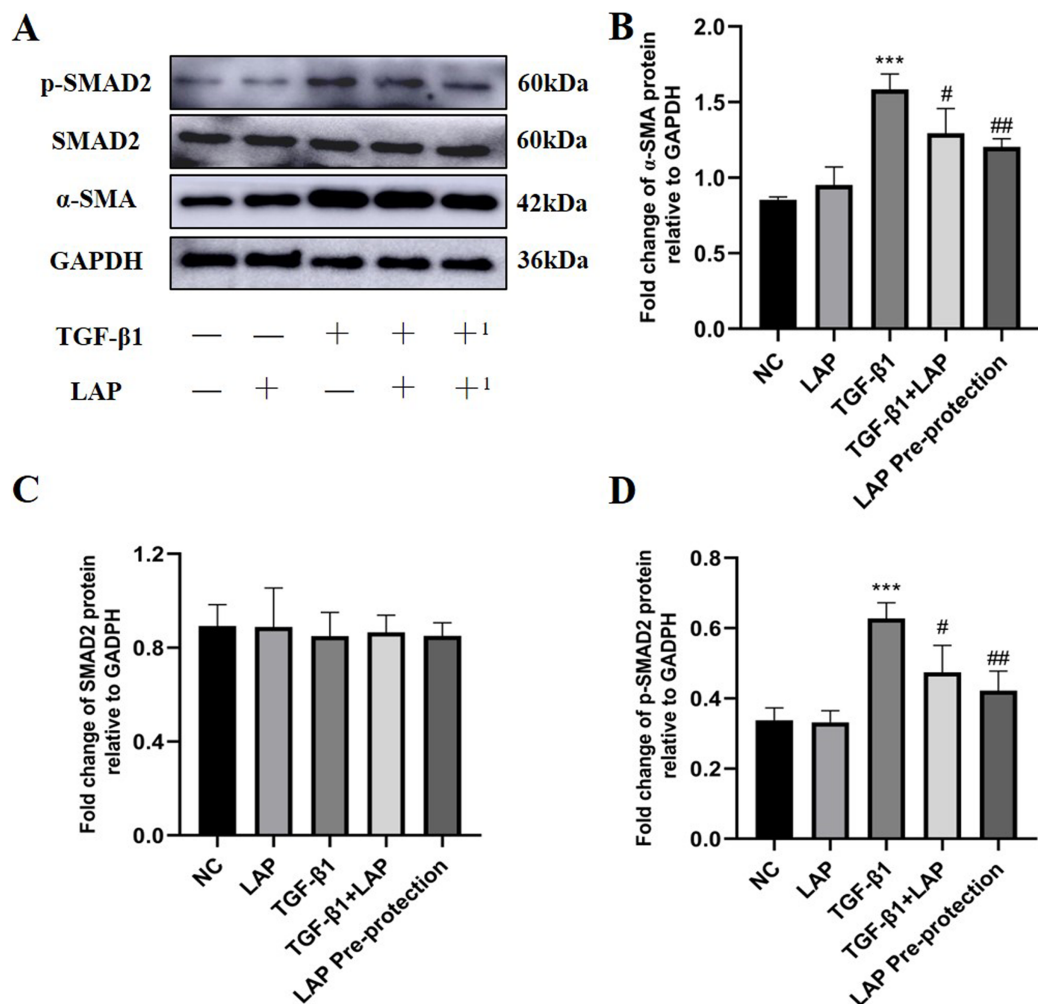 A
p-SMAD2 60kDa
SMAD2 60kDa
α-SMA 42kDa
GAPDH 36kDa
TGF-β1 — — + + +¹
LAP — + — + +¹
B
Fold change of α-SMA protein
relative to GAPDH
2.0
1.5
1.0
0.5
0.0
***
#
##
NC
LAP
TGF-β1
TGF-β1+LAP
LAP Pre-protection
C
Fold change of SMAD2 protein
relative to GADPH
1.2
0.8
0.4
0.0
NC
LAP
TGF-β1
TGF-β1+LAP
LAP Pre-protection
D
Fold change of p-SMAD2 protein
relative to GADPH
0.8
0.6
0.4
0.2
0.0
***
#
##
NC
LAP
TGF-β1
TGF-β1+LAP
LAP Pre-protection